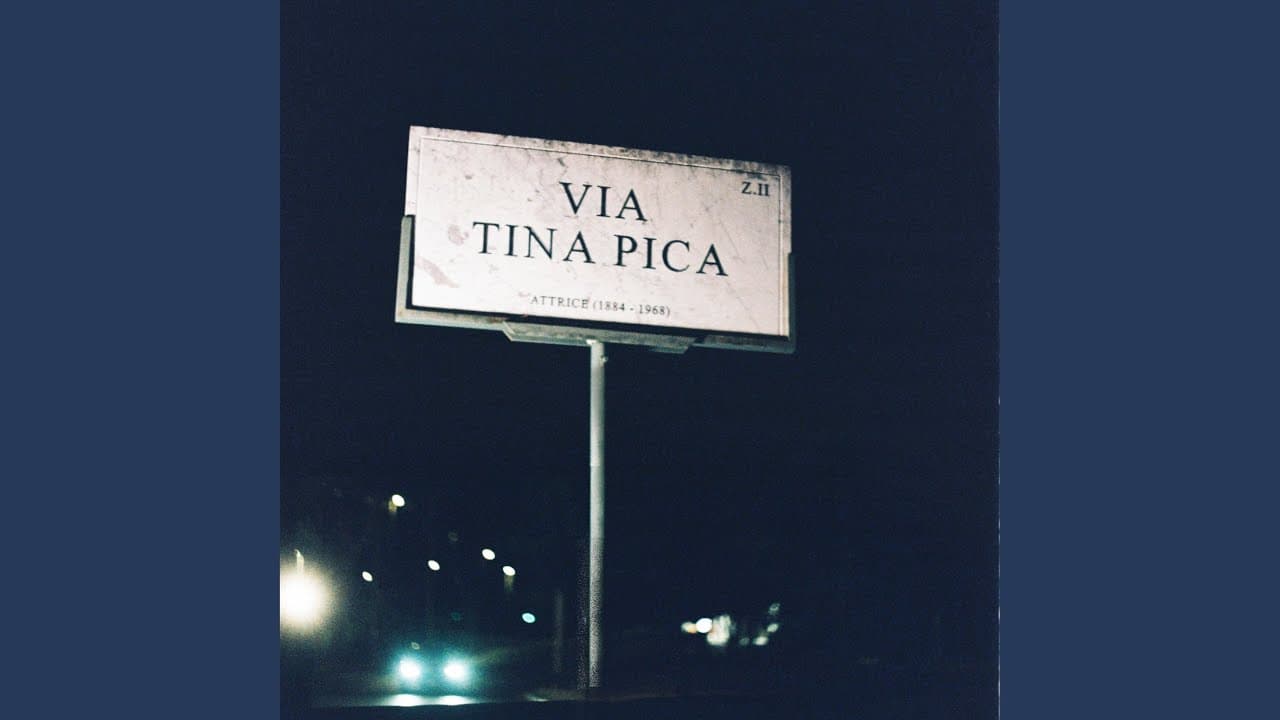 Z.II
VIA
TINA PICA
ATTRICE (1884 - 1968)